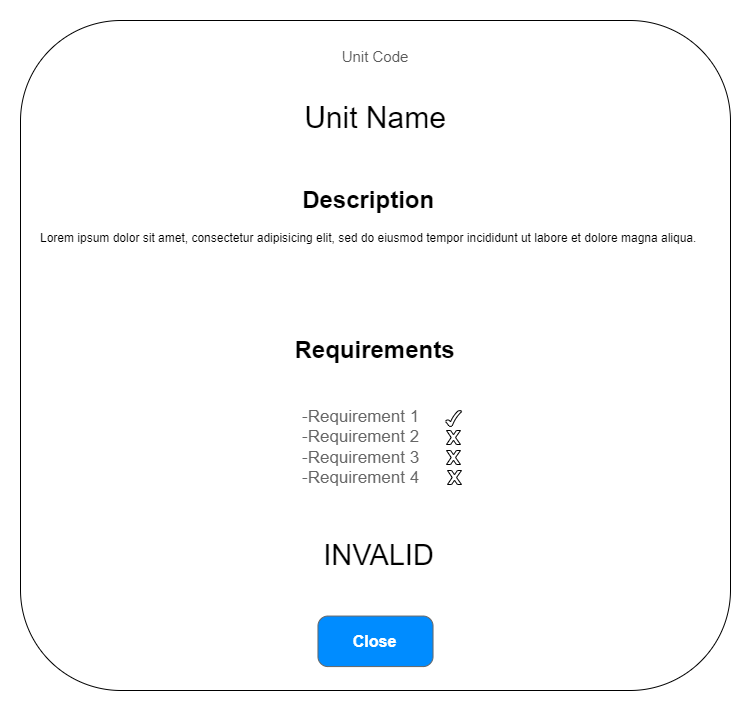 Unit Code
Unit Name
Description
Lorem ipsum dolor sit amet, consectetur adipisicing elit, sed do eiusmod tempor incididunt ut labore et dolore magna aliqua.
Requirements
-Requirement 1
-Requirement 2
-Requirement 3
-Requirement 4
INVALID
Close